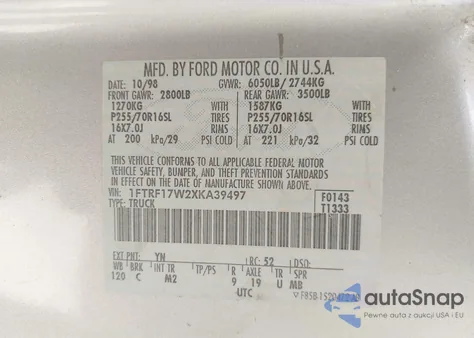 MFD. BY FORD MOTOR CO. IN U.S.A.
DATE: 10/98 GVWR: 6050LB/ 2744KG
FRONT GAWR: 2800LB REAR GAWR: 3500LB
1270KG WITH 1587KG WITH
P255/70R16SL TIRES P255/70R16SL TIRES
16X7.0J RIMS 16X7.0J RIMS
AT 200 kPa/29 PSI COLD AT 221 kPa/32 PSI COLD
THIS VEHICLE CONFORMS TO ALL APPLICABLE FEDERAL MOTOR
VEHICLE SAFETY, BUMPER, AND THEFT PREVENTION STANDARDS
IN EFFECT ON THE DATE OF MANUFACTURE SHOWN ABOVE.
VIN: 1FTRF17W2XKA39497 F0143
TYPE: TRUCK T1333
EXT PNT: YN RC: 52 DSO:
WB BRK INT TR TP/PS R AXLE TR SPR
120 C M2 9 19 U MB
UTC
autoSnap
Pewne auta z aukcji USA i EU